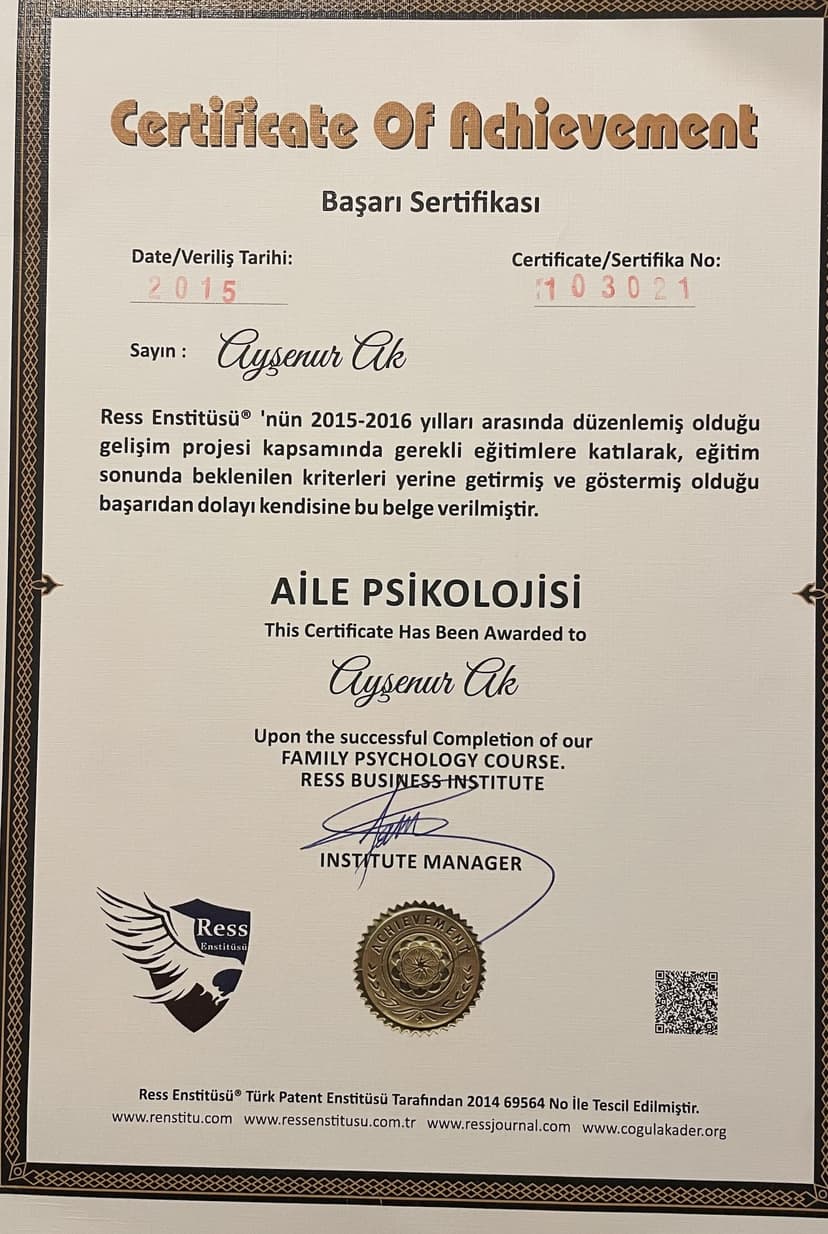 Certificate Of Achievement
Başarı Sertifikası
Date/Veriliş Tarihi:
2015
Certificate/Sertifika No:
103021
Sayın : Ayşenur Ak
Ress Enstitüsü® 'nün 2015-2016 yılları arasında düzenlemiş olduğu
gelişim projesi kapsamında gerekli eğitimlere katılarak, eğitim
sonunda beklenilen kriterleri yerine getirmiş ve göstermiş olduğu
başarıdan dolayı kendisine bu belge verilmiştir.
AİLE PSİKOLOJİSİ
This Certificate Has Been Awarded to
Ayşenur Ak
Upon the successful Completion of our
FAMILY PSYCHOLOGY COURSE.
RESS BUSINESS INSTITUTE
INSTITUTE MANAGER
Ress
Enstitüsü
ACHIEVEMENT
Ress Enstitüsü® Türk Patent Enstitüsü Tarafından 2014 69564 No İle Tescil Edilmiştir.
www.renstitu.com www.ressenstitusu.com.tr www.ressjournal.com www.cogulakader.org